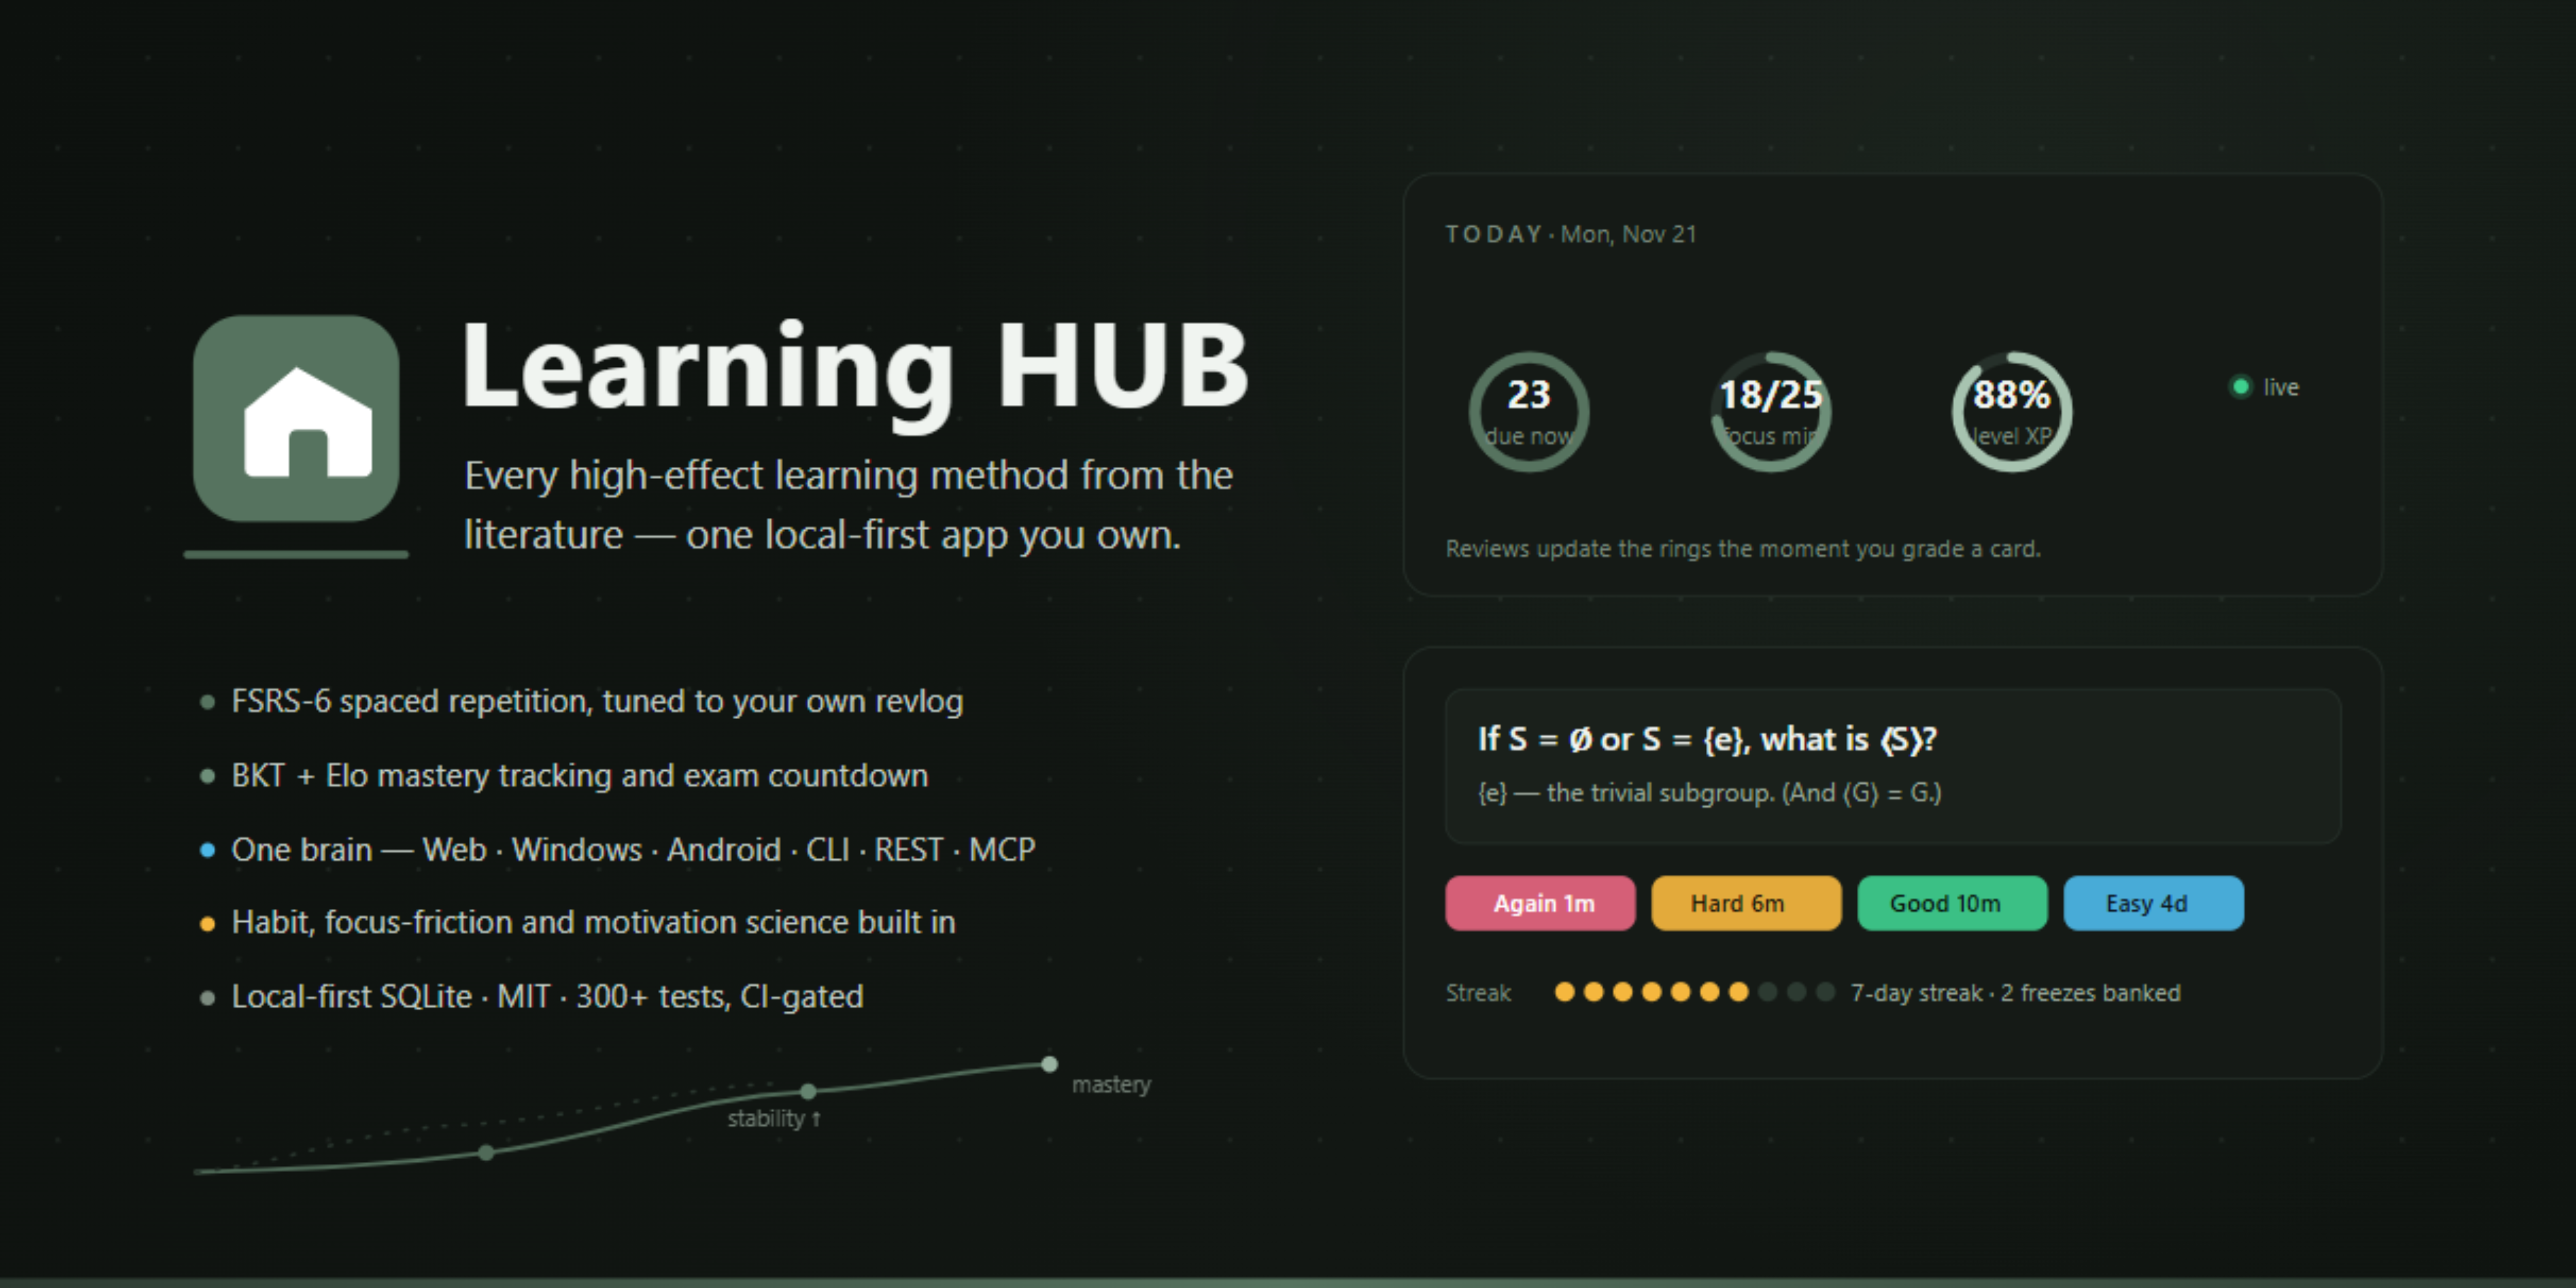 Learning HUB
Every high-effect learning method from the
literature — one local-first app you own.
FSRS-6 spaced repetition, tuned to your own revlog
BKT + Elo mastery tracking and exam countdown
One brain — Web · Windows · Android · CLI · REST · MCP
Habit, focus-friction and motivation science built in
Local-first SQLite · MIT · 300+ tests, CI-gated
mastery
stability ↑
TODAY · Mon, Nov 21
23
due now
18/25
focus min
88%
level XP
live
Reviews update the rings the moment you grade a card.
If S = ∅ or S = {e}, what is ⟨S⟩?
{e} — the trivial subgroup. (And ⟨G⟩ = G.)
Again 1m
Hard 6m
Good 10m
Easy 4d
Streak
7-day streak · 2 freezes banked